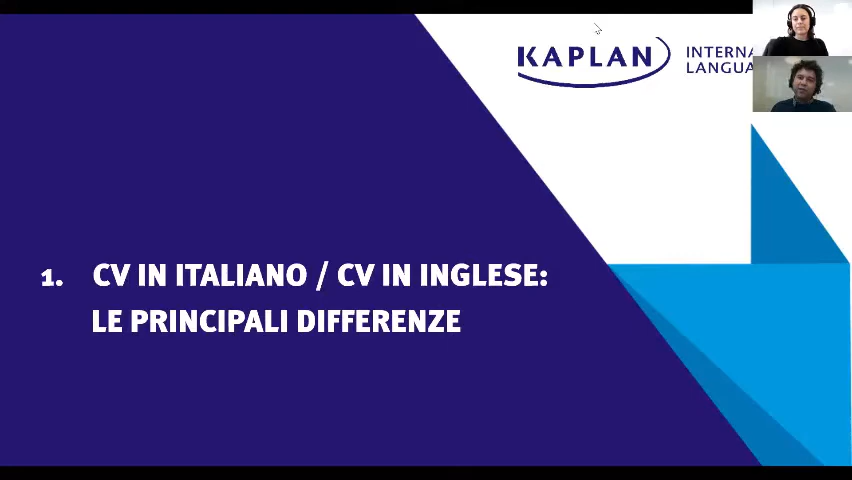 KAPLAN
INTERNA
LANGUA
1. CV IN ITALIANO / CV IN INGLESE:
LE PRINCIPALI DIFFERENZE